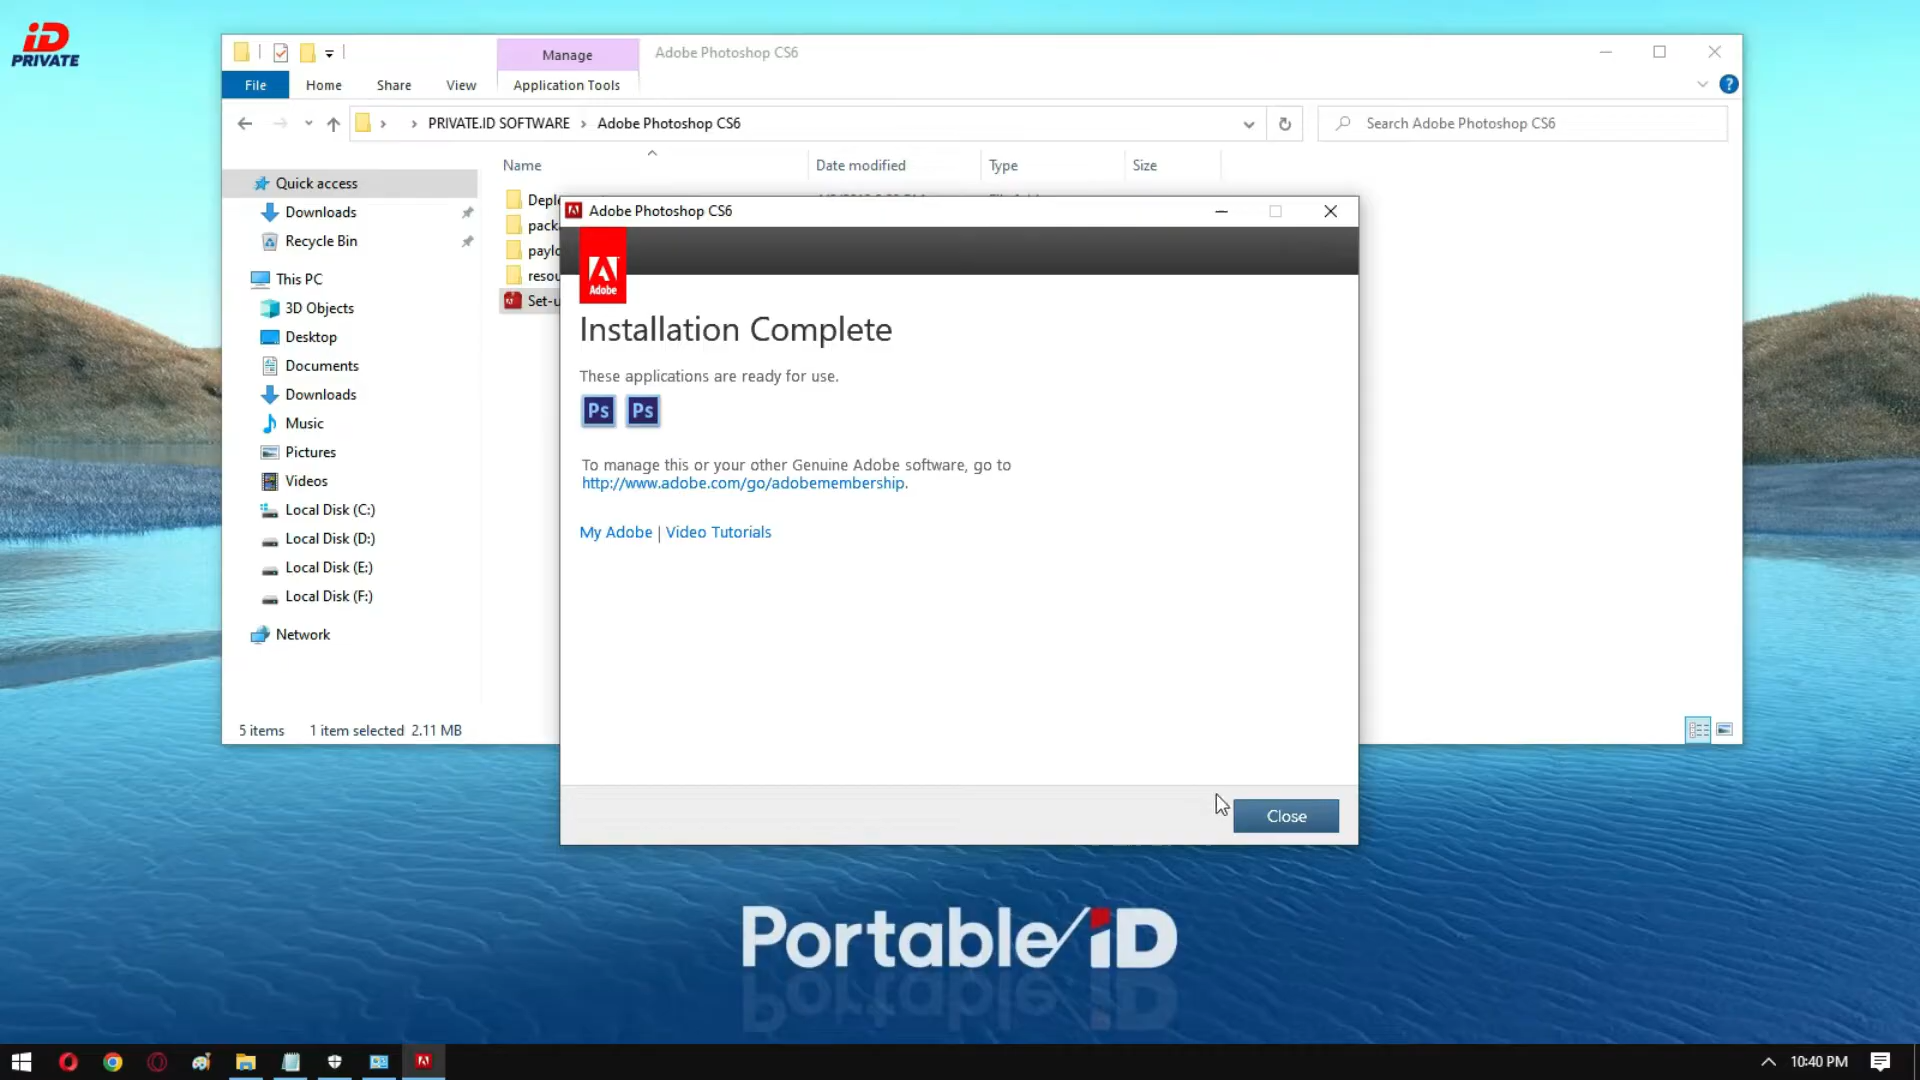 iD
PRIVATE
Manage
Adobe Photoshop CS6
File
Home
Share
View
Application Tools
?
PRIVATE.ID SOFTWARE
Adobe Photoshop CS6
Search Adobe Photoshop CS6
Name
Date modified
Type
Size
Quick access
Downloads
Recycle Bin
This PC
3D Objects
Desktop
Documents
Downloads
Music
Pictures
Videos
Local Disk (C:)
Local Disk (D:)
Local Disk (E:)
Local Disk (F:)
Network
5 items
1 item selected 2.11 MB
Adobe Photoshop CS6
Adobe
Installation Complete
These applications are ready for use.
Ps Ps
To manage this or your other Genuine Adobe software, go to
http://www.adobe.com/go/adobemembership.
My Adobe | Video Tutorials
Close
Portable/iD
10:40 PM